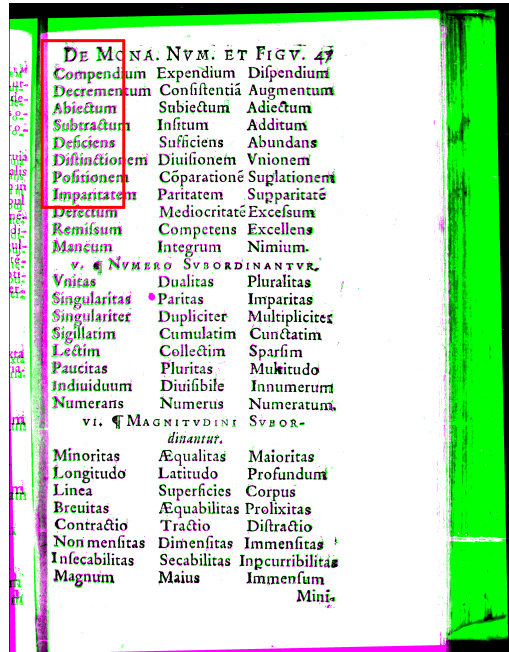 DE MONA. NVM. ET FIGV. 47
Compendium Expendium Diſpendium
Decrementum Conſiſtentiã Augmentum
Abiectum Subiectum Adiectum
Subtractum Inſitum Additum
Deficiens Sufficiens Abundans
Diſtinctionem Diuiſionem Vnionem
Poſitionem Cõparationẽ Suplationem
Imparitatem Paritatem Supparitatẽ
Defectum Mediocritatẽ Exceſsum
Remiſsum Competens Excellens
Mancum Integrum Nimium.
V. ¶ NVMERO SVBORDINANTVR.
Vnitas Dualitas Pluralitas
Singularitas Paritas Imparitas
Singulariter Dupliciter Multipliciter
Sigillatim Cumulatim Cunctatim
Lectim Collectim Sparſim
Paucitas Pluritas Multitudo
Indiuiduum Diuiſibile Innumerum
Numerans Numerus Numeratum.
VI. ¶ MAGNITVDINI SVBOR-
dinantur.
Minoritas Æqualitas Maioritas
Longitudo Latitudo Profundum
Linea Superficies Corpus
Breuitas Æquabilitas Prolixitas
Contractio Tractio Diſtractio
Non menſitas Dimenſitas Immenſitas
Inſecabilitas Secabilitas Inpcurribilitas
Magnum Maius Immenſum
Mini-